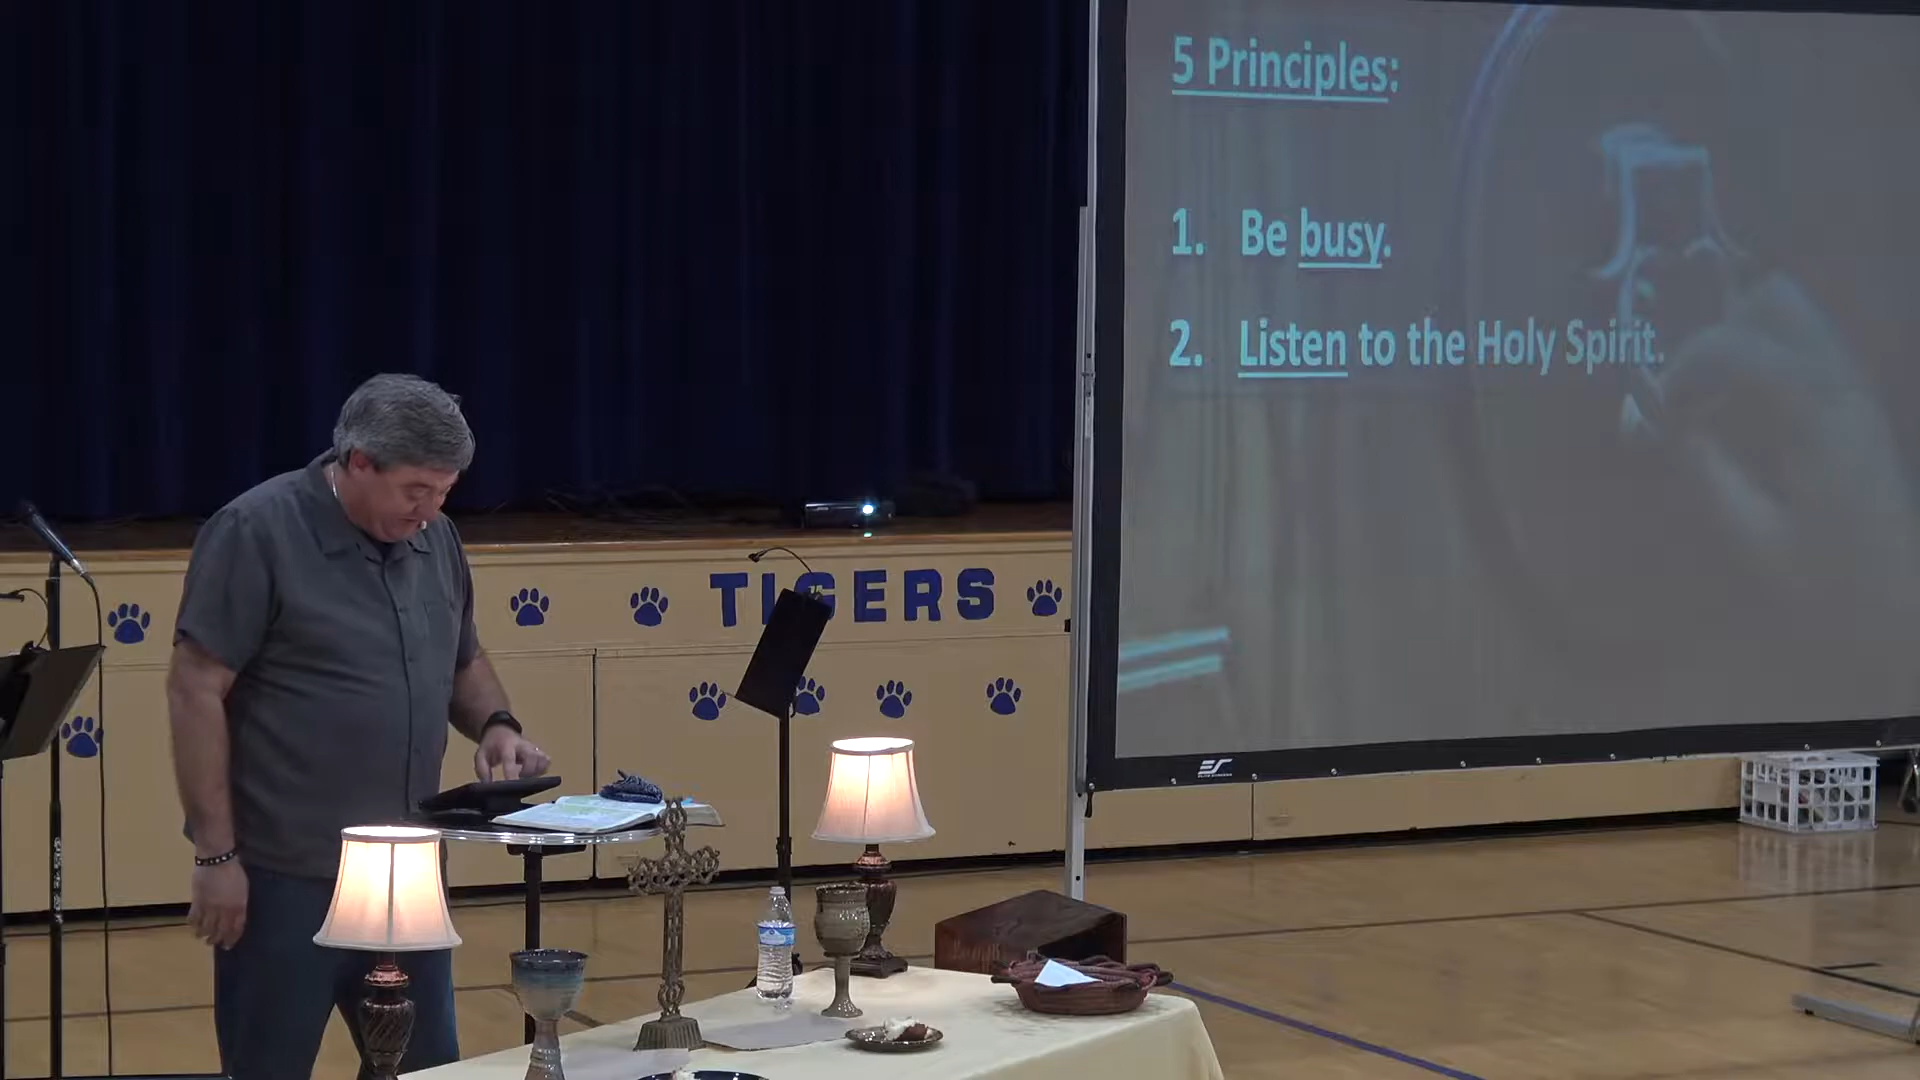 5 Principles:
1. Be busy.
2. Listen to the Holy Spirit.
TIGERS